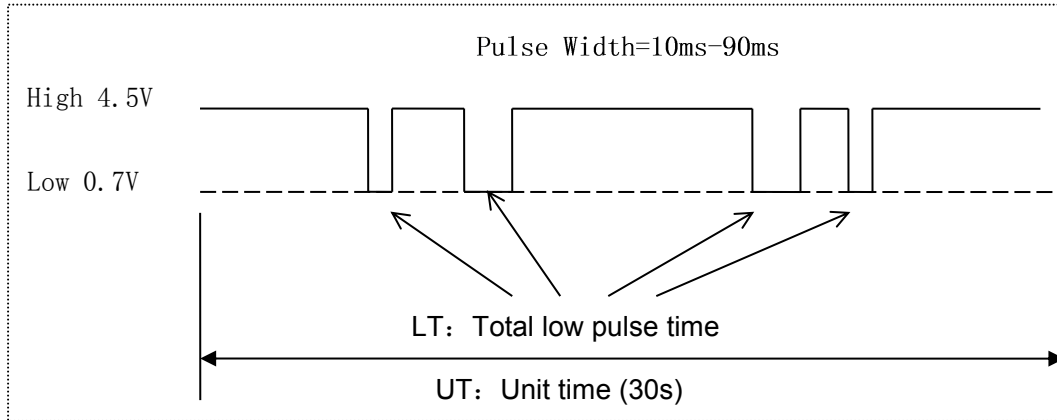 Pulse Width=10ms-90ms
High 4.5V
Low 0.7V
LT：Total low pulse time
UT：Unit time (30s)